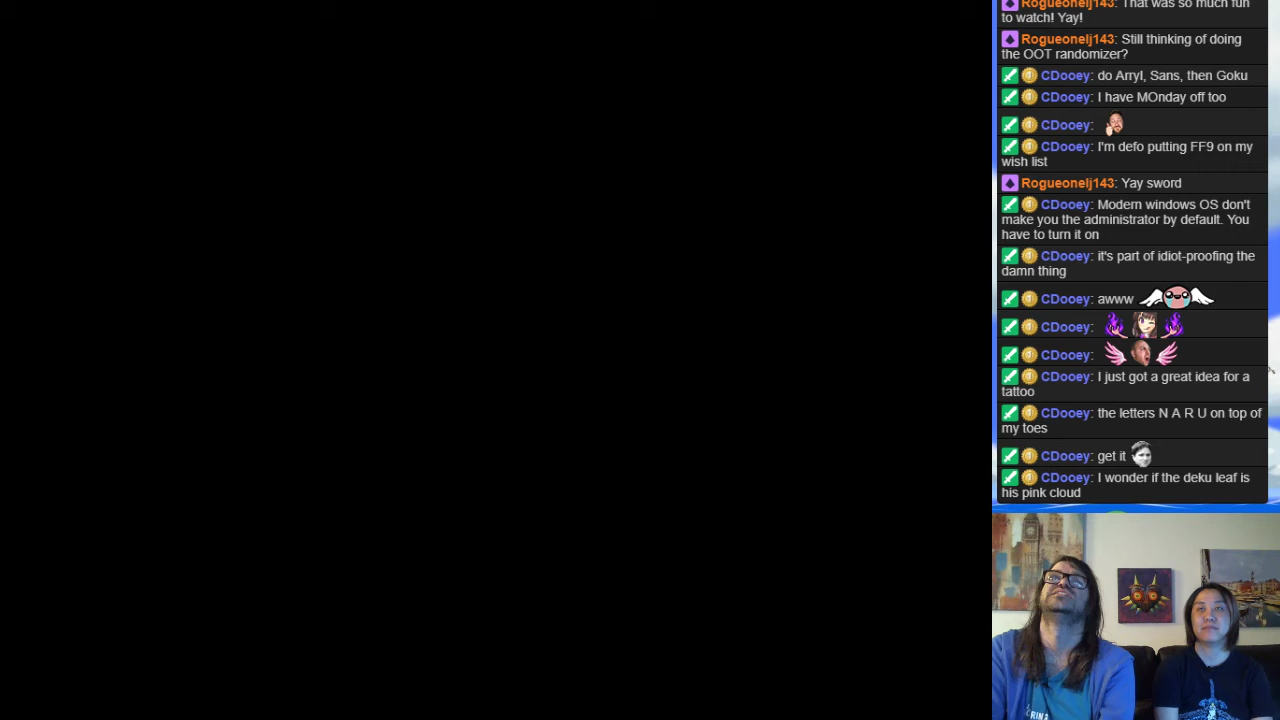 Rogueonelj143: That was so much fun
to watch! Yay!
Rogueonelj143: Still thinking of doing
the OOT randomizer?
CDooey: do Arryl, Sans, then Goku
CDooey: I have MOnday off too
CDooey:
CDooey: I'm defo putting FF9 on my
wish list
Rogueonelj143: Yay sword
CDooey: Modern windows OS don't
make you the administrator by default. You
have to turn it on
CDooey: it's part of idiot-proofing the
damn thing
CDooey: awww
CDooey:
CDooey:
CDooey: I just got a great idea for a
tattoo
CDooey: the letters N A R U on top of
my toes
CDooey: get it
CDooey: I wonder if the deku leaf is
his pink cloud